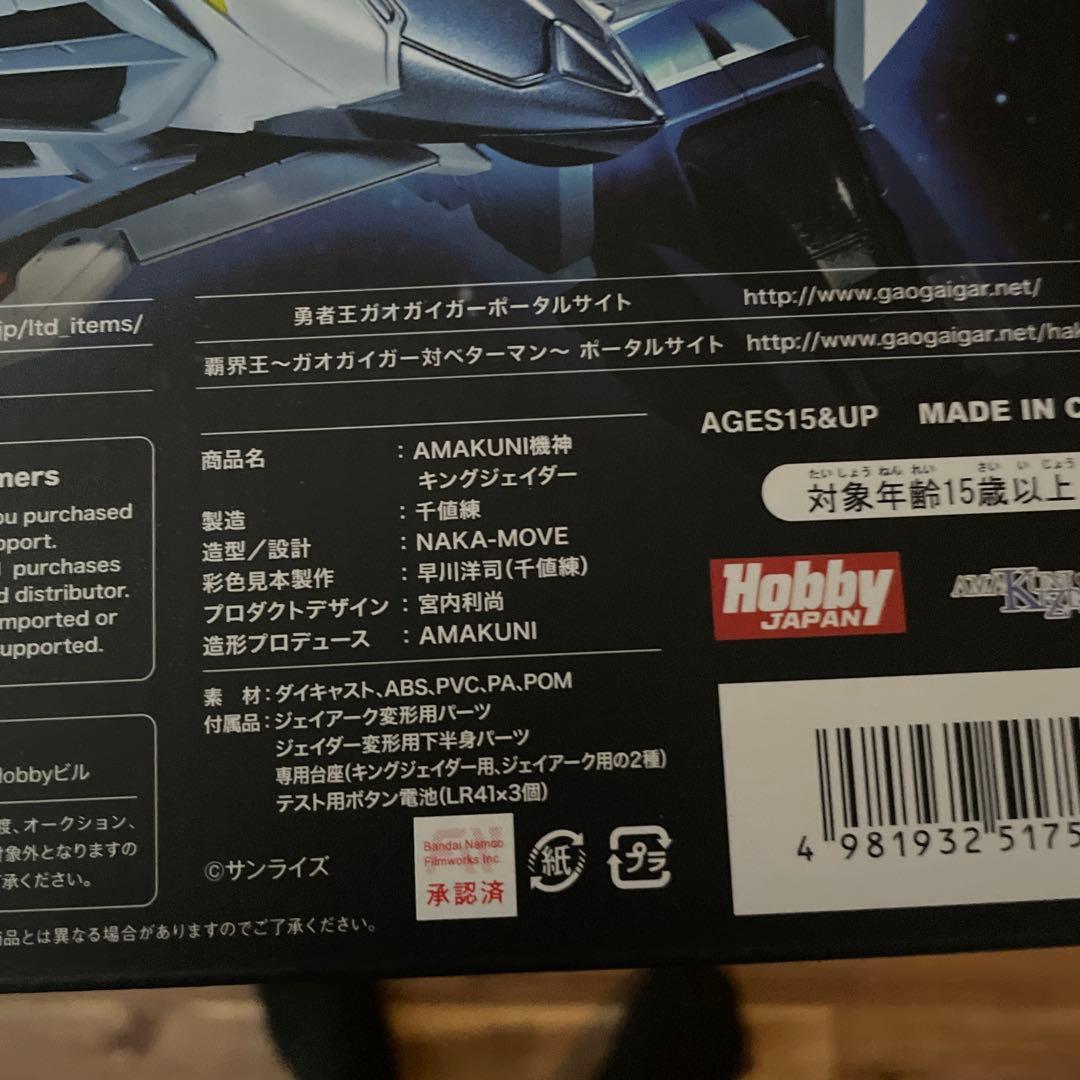 ip/ltd_items/
勇者王ガオガイガーポータルサイト http://www.gaogaigar.net/
覇界王〜ガオガイガー対ベターマン〜 ポータルサイト http://www.gaogaigar.net/hak
mers
ou purchased
pport.
purchases
d distributor.
mported or
upported.
Hobbyビル
渡、オークション、
対象外となりますの
了承ください。
商品とは異なる場合がありますのでご了承ください。
商品名 : AMAKUNI機神
キングジェイダー
製造 : 千値練
造型／設計 : NAKA-MOVE
彩色見本製作 : 早川洋司(千値練)
プロダクトデザイン : 宮内利尚
造形プロデュース : AMAKUNI
素 材:ダイキャスト、ABS、PVC、PA、POM
付属品:ジェイアーク変形用パーツ
ジェイダー変形用下半身パーツ
専用台座(キングジェイダー用、ジェイアーク用の2種)
テスト用ボタン電池(LR41×3個)
©サンライズ
Bandai Namco
Filmworks Inc.
承認済
紙
プラ
AGES15&UP MADE IN C
たいしょうねんれい さいいじょう
対象年齢15歳以上
Hobby
JAPAN
AMAKUNI
4 981932 5175